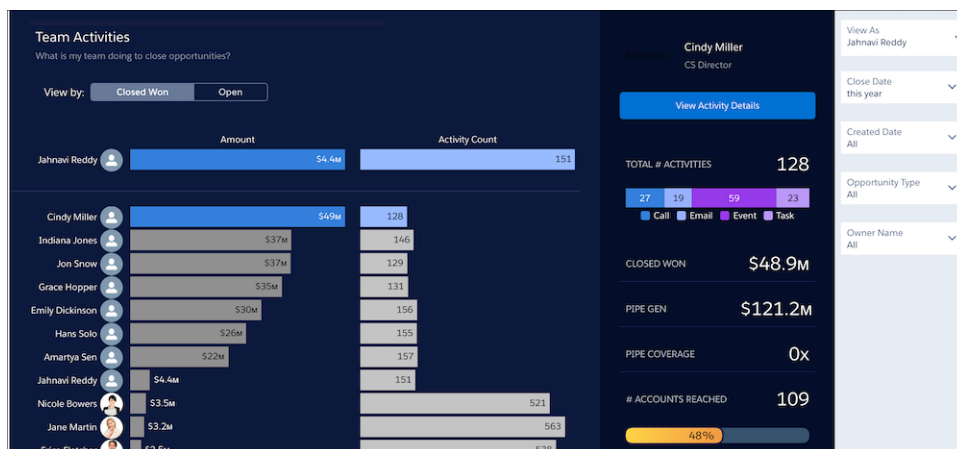 Team Activities
What is my team doing to close opportunities?
View by: Closed Won Open
Amount Activity Count
Jahnavi Reddy $4.4M 151
Cindy Miller $49M 128
Indiana Jones $37M 146
Jon Snow $37M 129
Grace Hopper $35M 131
Emily Dickinson $30M 156
Hans Solo $26M 155
Amartya Sen $22M 157
Jahnavi Reddy $4.4M 151
Nicole Bowers $3.5M 521
Jane Martin $3.2M 563
Cindy Miller
CS Director
View Activity Details
TOTAL # ACTIVITIES 128
27 19 59 23
Call Email Event Task
CLOSED WON $48.9M
PIPE GEN $121.2M
PIPE COVERAGE 0x
# ACCOUNTS REACHED 109
48%
View As
Jahnavi Reddy
Close Date
this year
Created Date
All
Opportunity Type
All
Owner Name
All